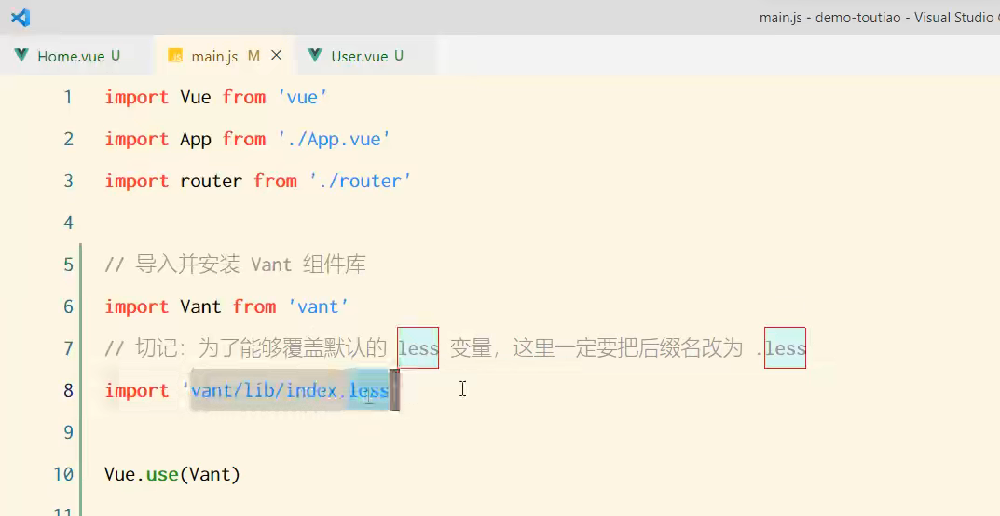 main.js - demo-toutiao - Visual Studio
Home.vue U main.js M User.vue U
1 import Vue from 'vue'
2 import App from './App.vue'
3 import router from './router'
4
5 // 导入并安装 Vant 组件库
6 import Vant from 'vant'
7 // 切记：为了能够覆盖默认的 less 变量，这里一定要把后缀名改为 .less
8 import 'vant/lib/index.less
9
10 Vue.use(Vant)
11